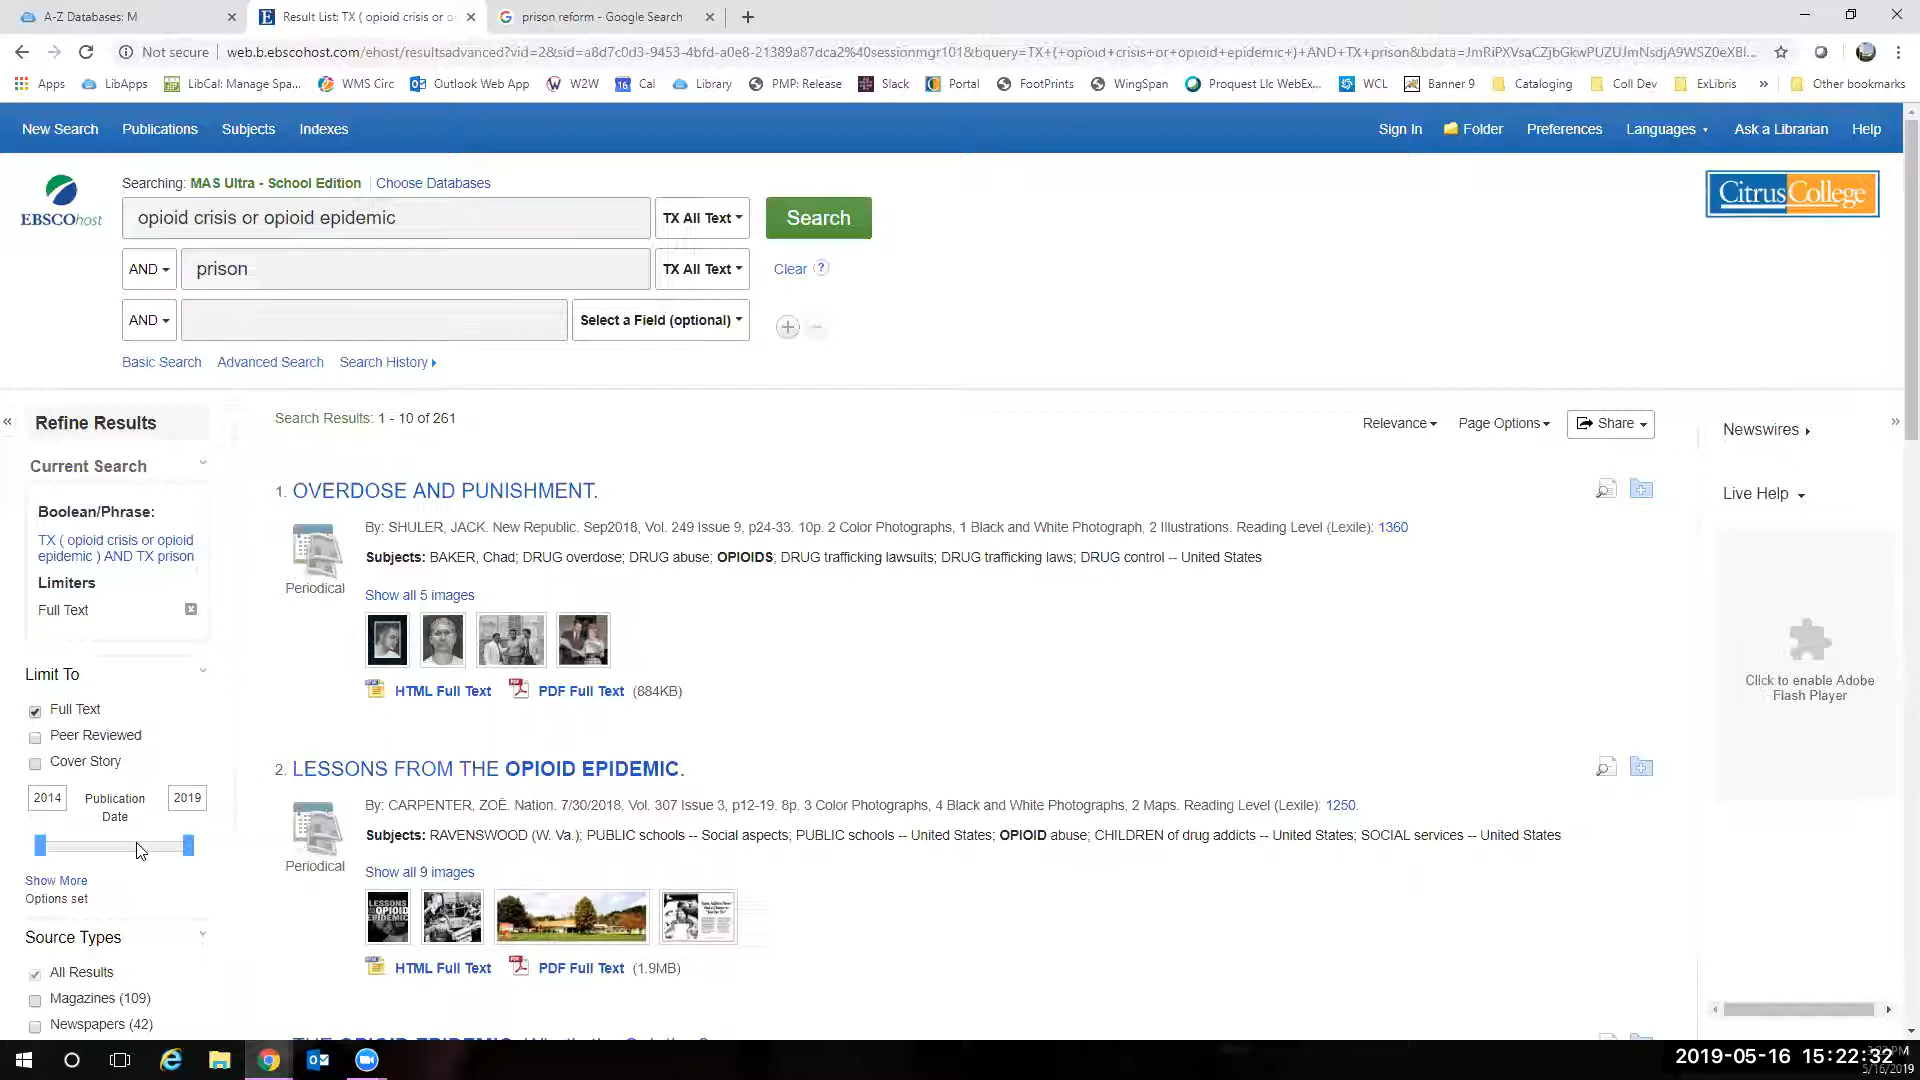 A-Z Databases: M
Result List: TX ( opioid crisis or o
prison reform - Google Search
Not secure
web.b.ebscohost.com/ehost/resultsadvanced?vid=2&sid=a8d7c0d3-9453-4bfd-a0e8-21389a87dca2%40sessionmgr101&bquery=TX+(+opioid+crisis+or+opioid+epidemic+)+AND+TX+prison&bdata=JmRiPXVsaCZjbGkwPUZUJmNsdjA9WSZ0eXBl...
Apps
LibApps
LibCal: Manage Spa...
WMS Circ
Outlook Web App
W2W
Cal
Library
PMP: Release
Slack
Portal
FootPrints
WingSpan
Proquest Llc WebEx...
WCL
Banner 9
Cataloging
Coll Dev
ExLibris
»
Other bookmarks
New Search
Publications
Subjects
Indexes
Sign In
Folder
Preferences
Languages
Ask a Librarian
Help
EBSCOhost
Searching: MAS Ultra - School Edition
Choose Databases
opioid crisis or opioid epidemic
TX All Text
Search
AND
prison
TX All Text
Clear
?
AND
Select a Field (optional)
Basic Search
Advanced Search
Search History
Citrus College
Refine Results
Current Search
Boolean/Phrase:
TX ( opioid crisis or opioid
epidemic ) AND TX prison
Limiters
Full Text
Limit To
Full Text
Peer Reviewed
Cover Story
2014
Publication
Date
2019
Show More
Options set
Source Types
All Results
Magazines (109)
Newspapers (42)
Search Results: 1 - 10 of 261
Relevance
Page Options
Share
1. OVERDOSE AND PUNISHMENT.
Periodical
By: SHULER, JACK. New Republic. Sep2018, Vol. 249 Issue 9, p24-33. 10p. 2 Color Photographs, 1 Black and White Photograph, 2 Illustrations. Reading Level (Lexile): 1360
Subjects: BAKER, Chad; DRUG overdose; DRUG abuse; OPIOIDS; DRUG trafficking lawsuits; DRUG trafficking laws; DRUG control -- United States
Show all 5 images
HTML Full Text
PDF Full Text (884KB)
2. LESSONS FROM THE OPIOID EPIDEMIC.
Periodical
By: CARPENTER, ZOË. Nation. 7/30/2018, Vol. 307 Issue 3, p12-19. 8p. 3 Color Photographs, 4 Black and White Photographs, 2 Maps. Reading Level (Lexile): 1250.
Subjects: RAVENSWOOD (W. Va.); PUBLIC schools -- Social aspects; PUBLIC schools -- United States; OPIOID abuse; CHILDREN of drug addicts -- United States; SOCIAL services -- United States
Show all 9 images
LESSONS
OPIOID
EPIDEMIC
HTML Full Text
PDF Full Text (1.9MB)
Newswires
Live Help
Click to enable Adobe
Flash Player
2019-05-16 15:22:32
5/16/2019